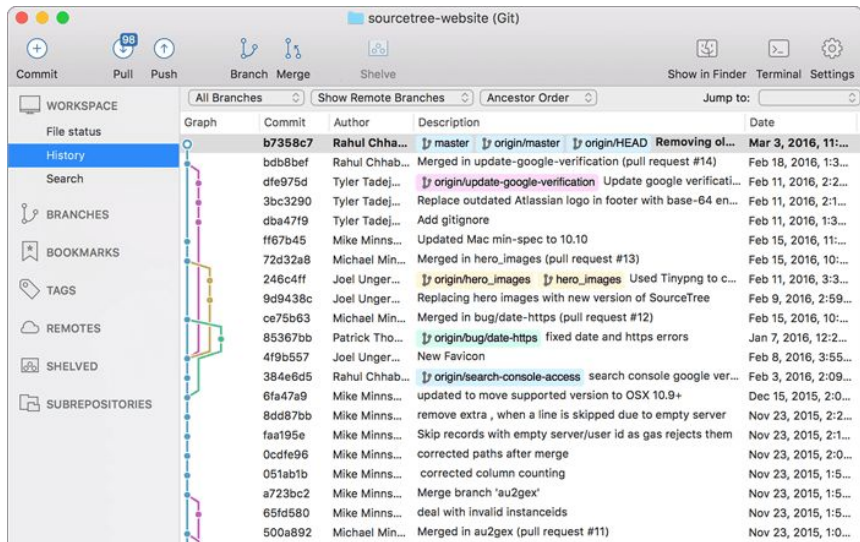 sourcetree-website (Git)
98
Commit Pull Push Branch Merge Shelve Show in Finder Terminal Settings
WORKSPACE
File status
History
Search
BRANCHES
BOOKMARKS
TAGS
REMOTES
SHELVED
SUBREPOSITORIES
All Branches Show Remote Branches Ancestor Order Jump to:
Graph Commit Author Description Date
b7358c7 Rahul Chha... master origin/master origin/HEAD Removing ol... Mar 3, 2016, 11:...
bdb8bef Rahul Chhab... Merged in update-google-verification (pull request #14) Feb 18, 2016, 1:3...
dfe975d Tyler Tadej... origin/update-google-verification Update google verificati... Feb 11, 2016, 2:2...
3bc3290 Tyler Tadej... Replace outdated Atlassian logo in footer with base-64 en... Feb 11, 2016, 2:1...
dba47f9 Tyler Tadej... Add gitignore Feb 11, 2016, 1:3...
ff67b45 Mike Minns... Updated Mac min-spec to 10.10 Feb 15, 2016, 11:...
72d32a8 Michael Min... Merged in hero_images (pull request #13) Feb 15, 2016, 10:...
246c4ff Joel Unger... origin/hero_images hero_images Used Tinypng to c... Feb 11, 2016, 3:3...
9d9438c Joel Unger... Replacing hero images with new version of SourceTree Feb 9, 2016, 2:59...
ce75b63 Michael Min... Merged in bug/date-https (pull request #12) Feb 15, 2016, 10:...
85367bb Patrick Tho... origin/bug/date-https fixed date and https errors Jan 7, 2016, 12:2...
4f9b557 Joel Unger... New Favicon Feb 8, 2016, 3:55...
384e6d5 Rahul Chhab... origin/search-console-access search console google ver... Feb 3, 2016, 2:09...
6fa47a9 Mike Minns... updated to move supported version to OSX 10.9+ Dec 15, 2015, 2:0...
8dd87bb Mike Minns... remove extra , when a line is skipped due to empty server Nov 23, 2015, 2:2...
faa195e Mike Minns... Skip records with empty server/user id as gas rejects them Nov 23, 2015, 2:1...
0cdfe96 Mike Minns... corrected paths after merge Nov 23, 2015, 2:0...
051ab1b Mike Minns... corrected column counting Nov 23, 2015, 1:5...
a723bc2 Mike Minns... Merge branch 'au2gex' Nov 23, 2015, 1:5...
65fd580 Mike Minns... deal with invalid instanceids Nov 23, 2015, 1:5...
500a892 Michael Min... Merged in au2gex (pull request #11) Nov 23, 2015, 1:0...